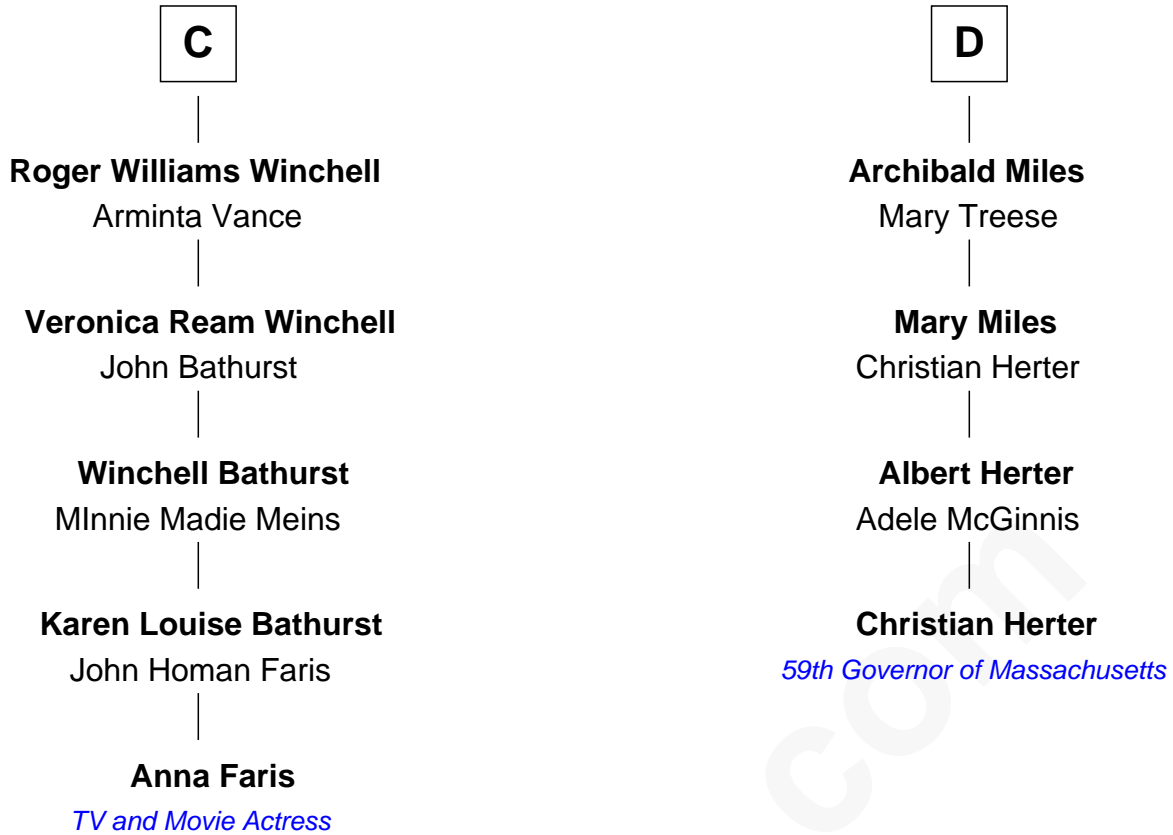 C
Roger Williams Winchell
Arminta Vance
Veronica Ream Winchell
John Bathurst
Winchell Bathurst
MInnie Madie Meins
Karen Louise Bathurst
John Homan Faris
Anna Faris
TV and Movie Actress
D
Archibald Miles
Mary Treese
Mary Miles
Christian Herter
Albert Herter
Adele McGinnis
Christian Herter
59th Governor of Massachusetts
com